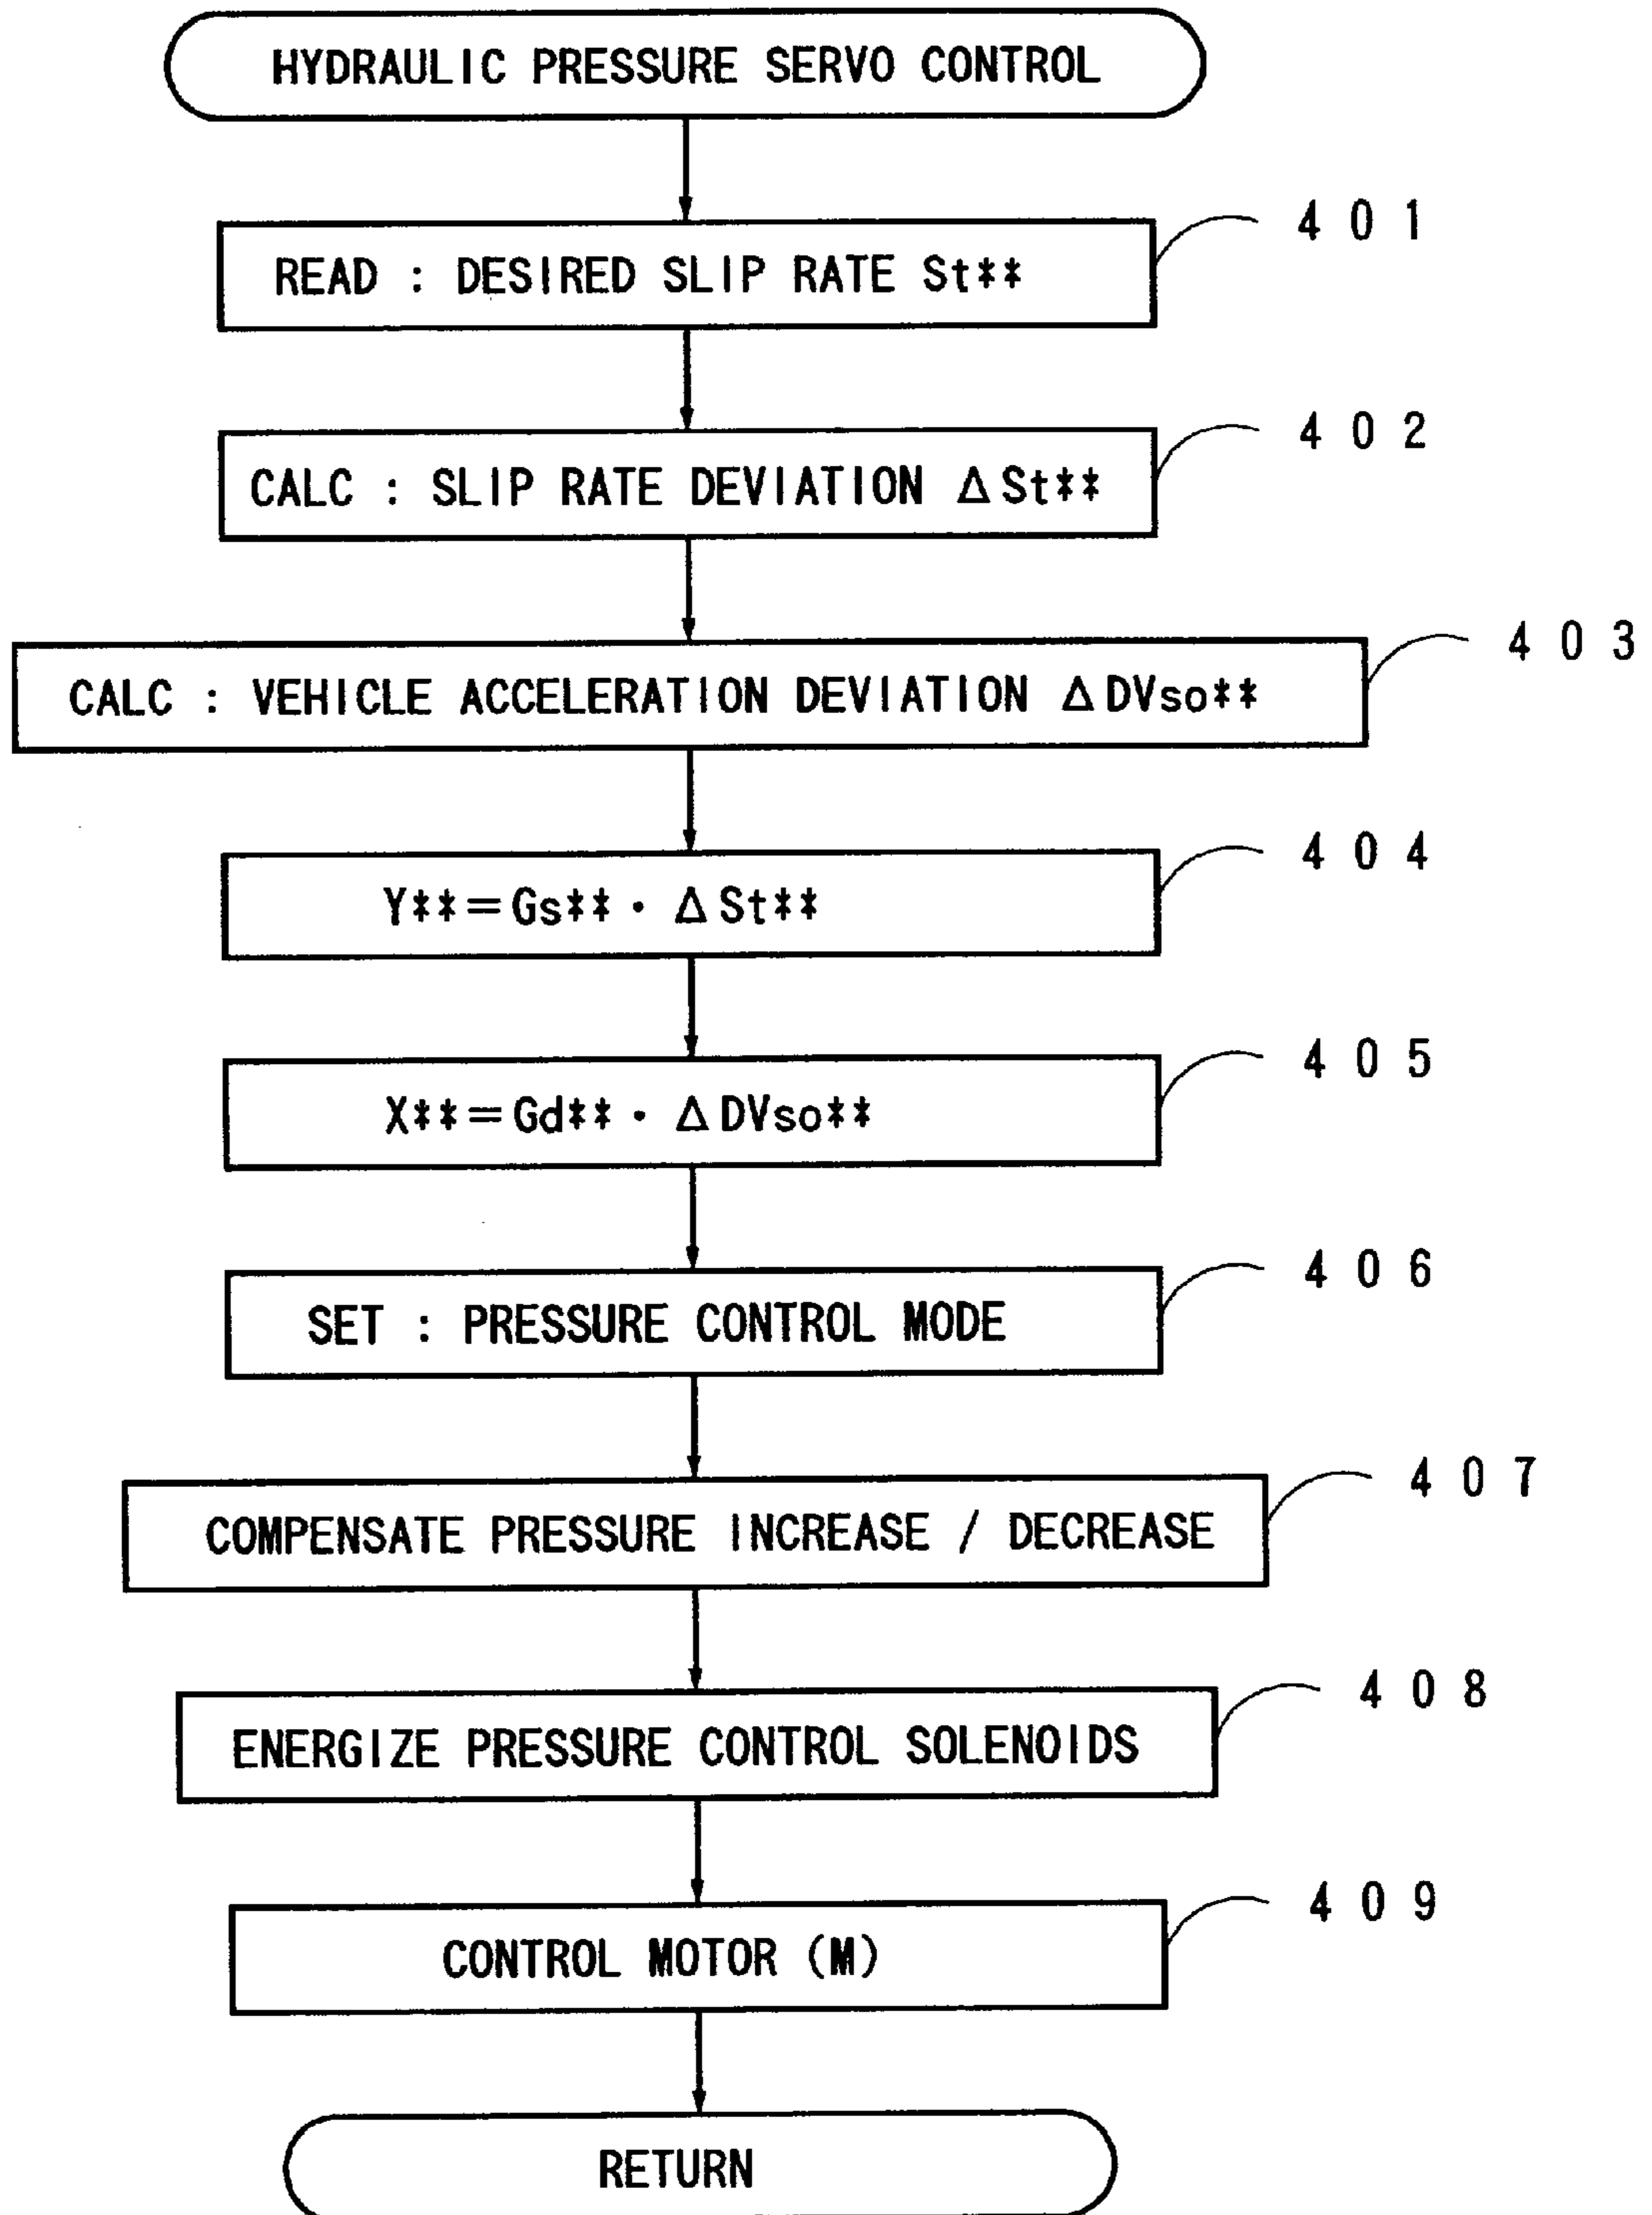 HYDRAULIC PRESSURE SERVO CONTROL
401
READ : DESIRED SLIP RATE St**
402
CALC : SLIP RATE DEVIATION ΔSt**
403
CALC : VEHICLE ACCELERATION DEVIATION ΔDVso**
404
Y**=Gs**· ΔSt**
405
X**=Gd**· ΔDVso**
406
SET : PRESSURE CONTROL MODE
407
COMPENSATE PRESSURE INCREASE / DECREASE
408
ENERGIZE PRESSURE CONTROL SOLENOIDS
409
CONTROL MOTOR (M)
RETURN